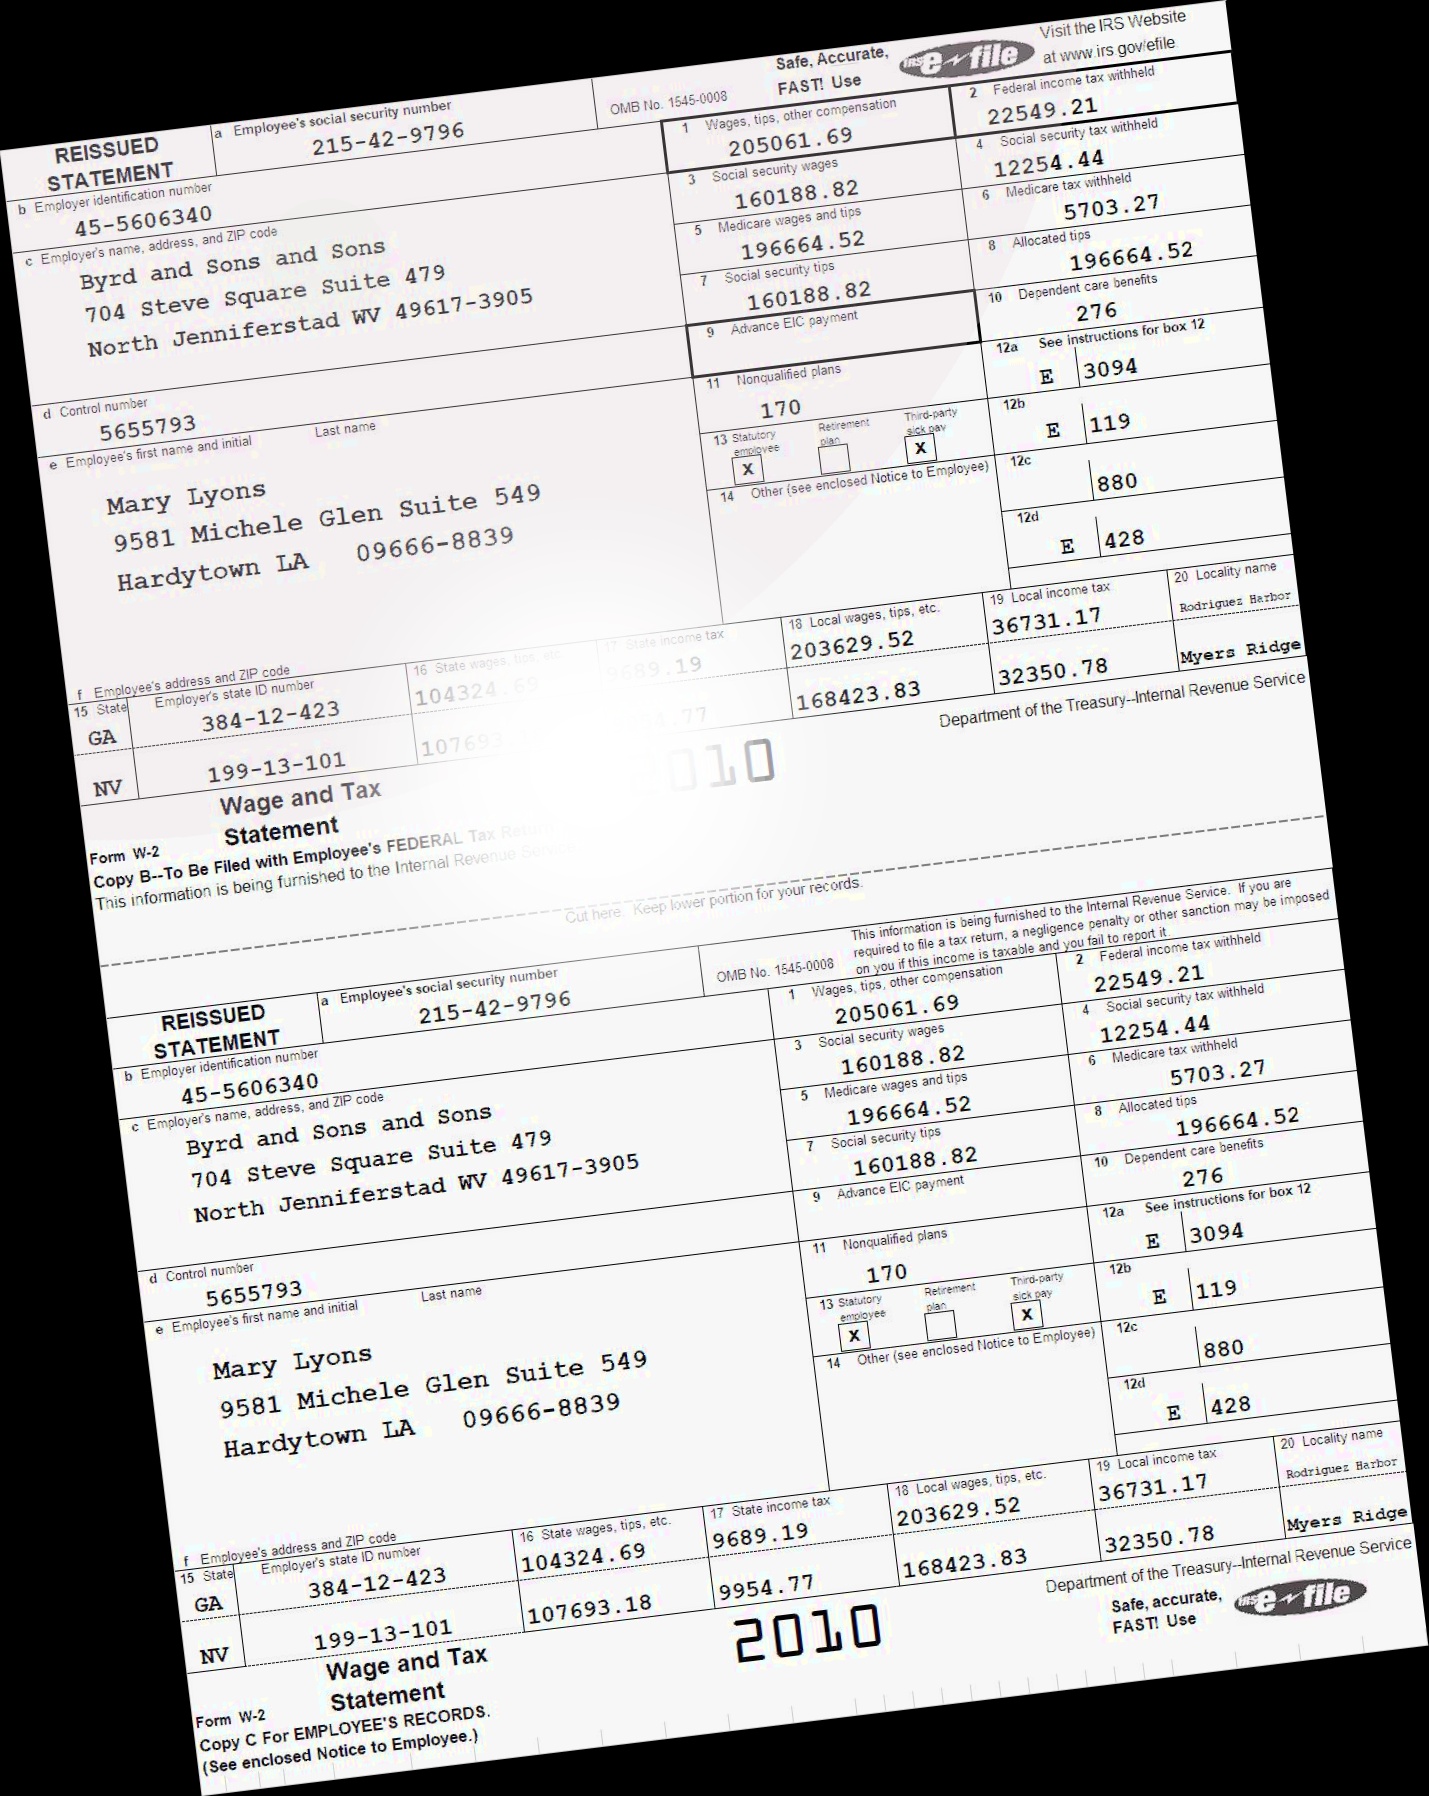 Safe, Accurate,
FAST! Use
IRS e-file
Visit the IRS Website
at www.irs.gov/efile
REISSUED
STATEMENT
a Employee's social security number
215-42-9796
OMB No. 1545-0008
1 Wages, tips, other compensation
205061.69
2 Federal income tax withheld
22549.21
b Employer identification number
45-5606340
3 Social security wages
160188.82
4 Social security tax withheld
12254.44
c Employer's name, address, and ZIP code
Byrd and Sons and Sons
704 Steve Square Suite 479
North Jenniferstad WV 49617-3905
5 Medicare wages and tips
196664.52
6 Medicare tax withheld
5703.27
7 Social security tips
160188.82
8 Allocated tips
196664.52
9 Advance EIC payment
10 Dependent care benefits
276
d Control number
5655793
11 Nonqualified plans
170
12a See instructions for box 12
E 3094
e Employee's first name and initial Last name
Mary Lyons
9581 Michele Glen Suite 549
Hardytown LA 09666-8839
13 Statutory employee
X
Retirement plan
Third-party sick pay
X
12b
E 119
14 Other (see enclosed Notice to Employee)
12c
880
12d
E 428
f Employee's address and ZIP code
15 State Employer's state ID number
GA 384-12-423
NV 199-13-101
16 State wages, tips, etc.
104324.69
107693
17 State income tax
9689.19
.77
18 Local wages, tips, etc.
203629.52
168423.83
19 Local income tax
36731.17
32350.78
20 Locality name
Rodriguez Harbor
Myers Ridge
Wage and Tax
Statement
2010
Department of the Treasury--Internal Revenue Service
Form W-2
Copy B--To Be Filed with Employee's FEDERAL Tax Return
This information is being furnished to the Internal Revenue Service.
Cut here. Keep lower portion for your records.
This information is being furnished to the Internal Revenue Service. If you are
required to file a tax return, a negligence penalty or other sanction may be imposed
on you if this income is taxable and you fail to report it.
REISSUED
STATEMENT
a Employee's social security number
215-42-9796
OMB No. 1545-0008
1 Wages, tips, other compensation
205061.69
2 Federal income tax withheld
22549.21
b Employer identification number
45-5606340
3 Social security wages
160188.82
4 Social security tax withheld
12254.44
c Employer's name, address, and ZIP code
Byrd and Sons and Sons
704 Steve Square Suite 479
North Jenniferstad WV 49617-3905
5 Medicare wages and tips
196664.52
6 Medicare tax withheld
5703.27
7 Social security tips
160188.82
8 Allocated tips
196664.52
9 Advance EIC payment
10 Dependent care benefits
276
d Control number
5655793
11 Nonqualified plans
170
12a See instructions for box 12
E 3094
e Employee's first name and initial Last name
Mary Lyons
9581 Michele Glen Suite 549
Hardytown LA 09666-8839
13 Statutory employee
X
Retirement plan
Third-party sick pay
X
12b
E 119
14 Other (see enclosed Notice to Employee)
12c
880
12d
E 428
f Employee's address and ZIP code
15 State Employer's state ID number
GA 384-12-423
NV 199-13-101
16 State wages, tips, etc.
104324.69
107693.18
17 State income tax
9689.19
9954.77
18 Local wages, tips, etc.
203629.52
168423.83
19 Local income tax
36731.17
32350.78
20 Locality name
Rodriguez Harbor
Myers Ridge
Wage and Tax
Statement
2010
Department of the Treasury--Internal Revenue Service
Safe, accurate,
FAST! Use
IRS e-file
Form W-2
Copy C For EMPLOYEE'S RECORDS.
(See enclosed Notice to Employee.)